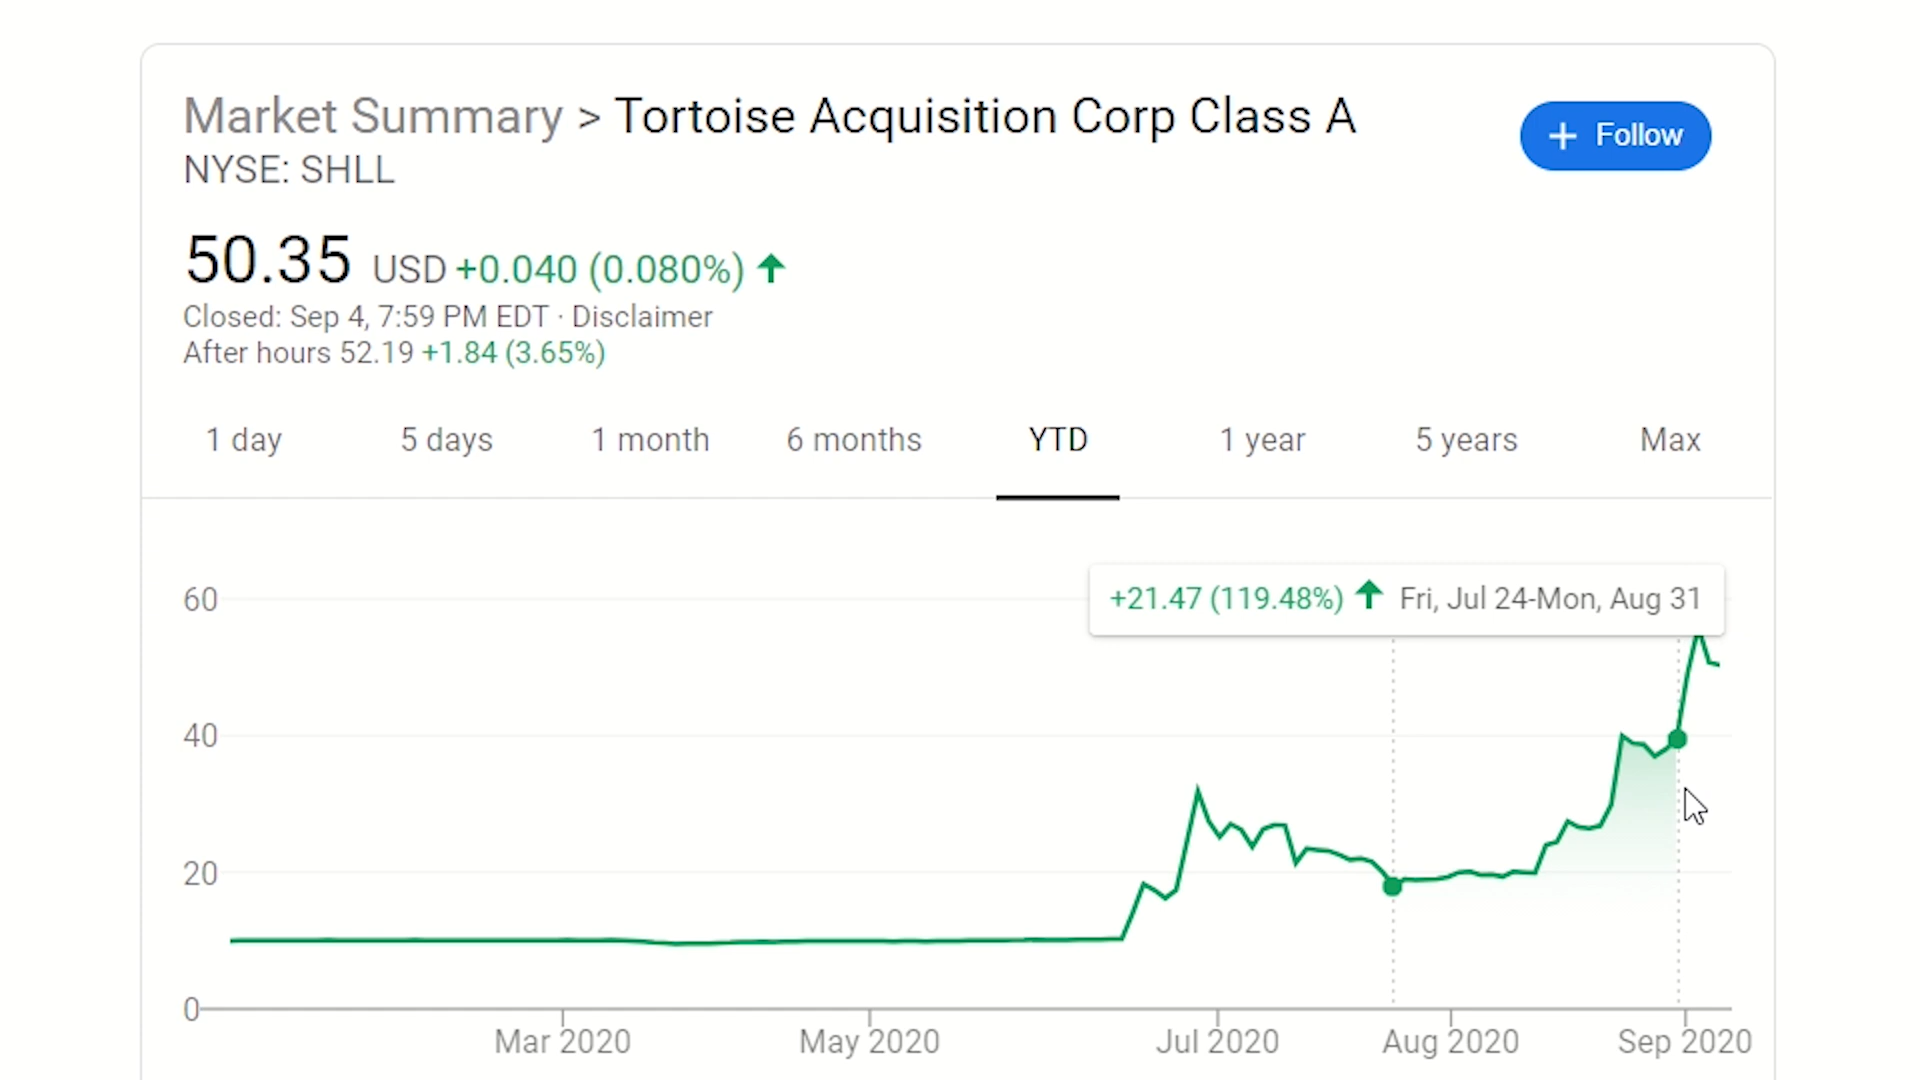 Market Summary > Tortoise Acquisition Corp Class A
NYSE: SHLL
+ Follow
50.35 USD +0.040 (0.080%)
Closed: Sep 4, 7:59 PM EDT · Disclaimer
After hours 52.19 +1.84 (3.65%)
1 day 5 days 1 month 6 months YTD 1 year 5 years Max
+21.47 (119.48%) Fri, Jul 24-Mon, Aug 31
60
40
20
0
Mar 2020 May 2020 Jul 2020 Aug 2020 Sep 2020